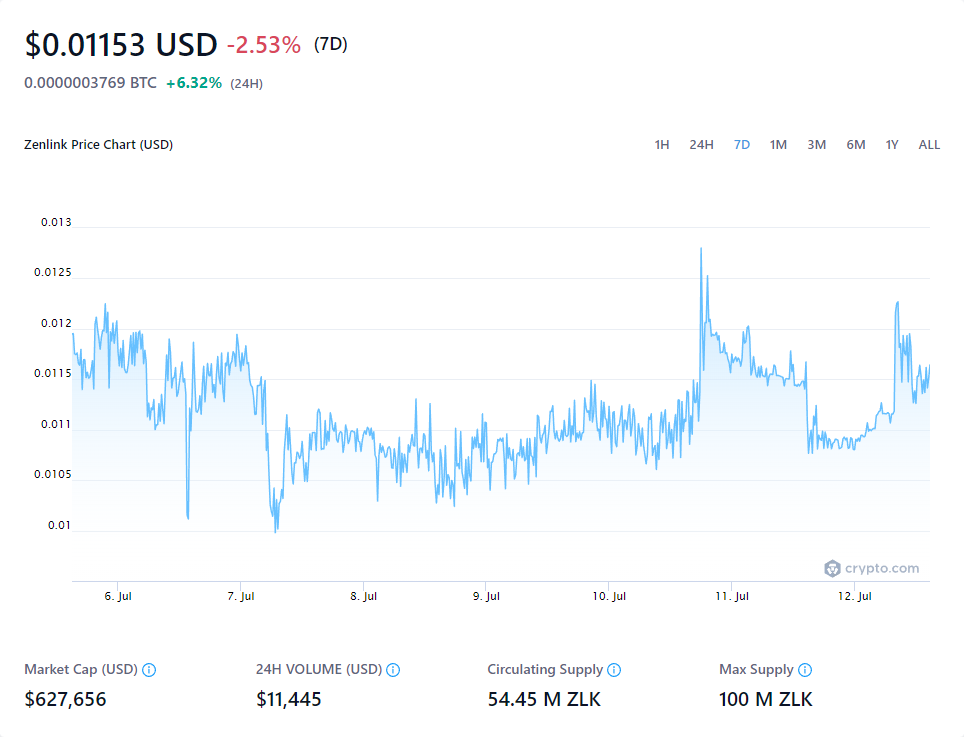 $0.01153 USD -2.53% (7D)
0.0000003769 BTC +6.32% (24H)
Zenlink Price Chart (USD) 1H 24H 7D 1M 3M 6M 1Y ALL
0.013
0.0125
0.012
0.0115
0.011
0.0105
0.01
crypto.com
6. Jul 7. Jul 8. Jul 9. Jul 10. Jul 11. Jul 12. Jul
Market Cap (USD) 24H VOLUME (USD) Circulating Supply Max Supply
$627,656 $11,445 54.45 M ZLK 100 M ZLK